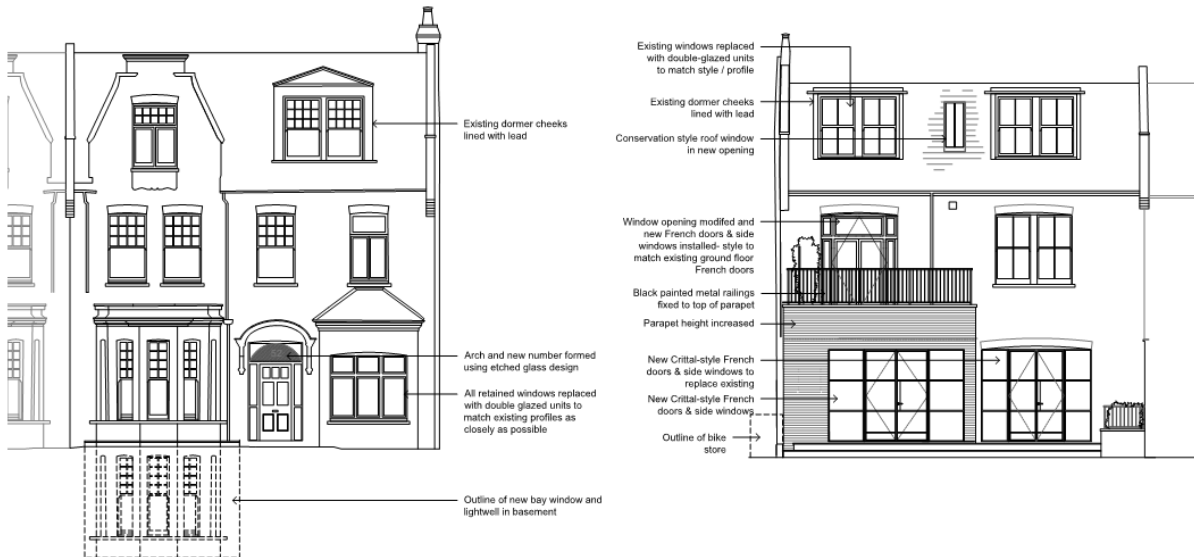 Existing dormer cheeks
lined with lead
52
Arch and new number formed
using etched glass design
All retained windows replaced
with double glazed units to
match existing profiles as
closely as possible
Outline of new bay window and
lightwell in basement
Existing windows replaced
with double-glazed units
to match style / profile
Existing dormer cheeks
lined with lead
Conservation style roof window
in new opening
Window opening modifed and
new French doors & side
windows installed- style to
match existing ground floor
French doors
Black painted metal railings
fixed to top of parapet
Parapet height increased
New Crittal-style French
doors & side windows to
replace existing
New Crittal-style French
doors & side windows
Outline of bike
store